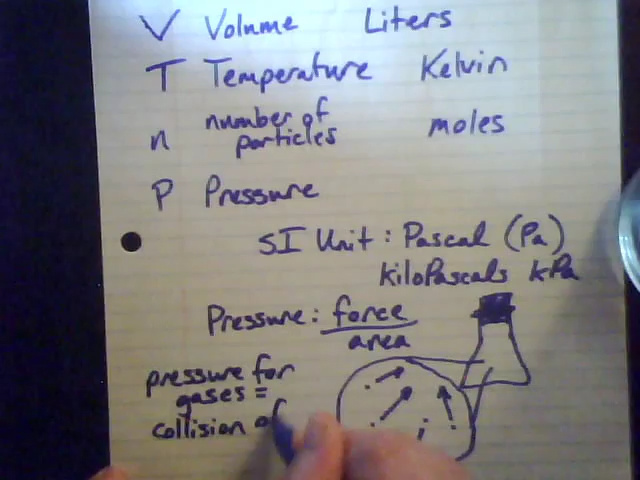 V Volume Liters
T Temperature Kelvin
n number of particles moles
P Pressure
SI Unit : Pascal (Pa)
kiloPascals kPa
Pressure : force
area
pressure for
gases =
collision of